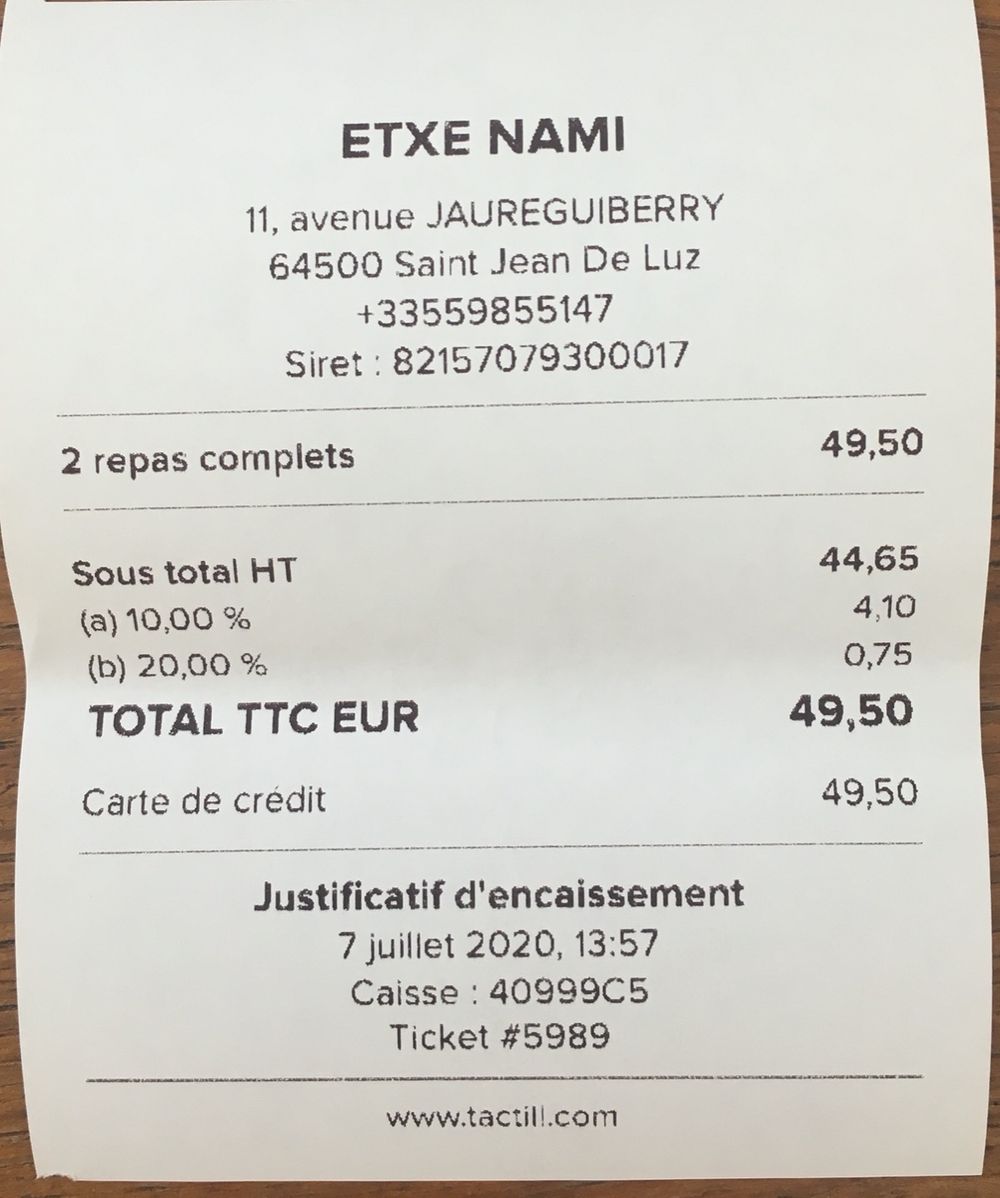 ETXE NAMI
11, avenue JAUREGUIBERRY
64500 Saint Jean De Luz
+33559855147
Siret : 82157079300017
2 repas complets 49,50
Sous total HT 44,65
(a) 10,00 % 4,10
(b) 20,00 % 0,75
TOTAL TTC EUR 49,50
Carte de crédit 49,50
Justificatif d'encaissement
7 juillet 2020, 13:57
Caisse : 40999C5
Ticket #5989
www.tactill.com